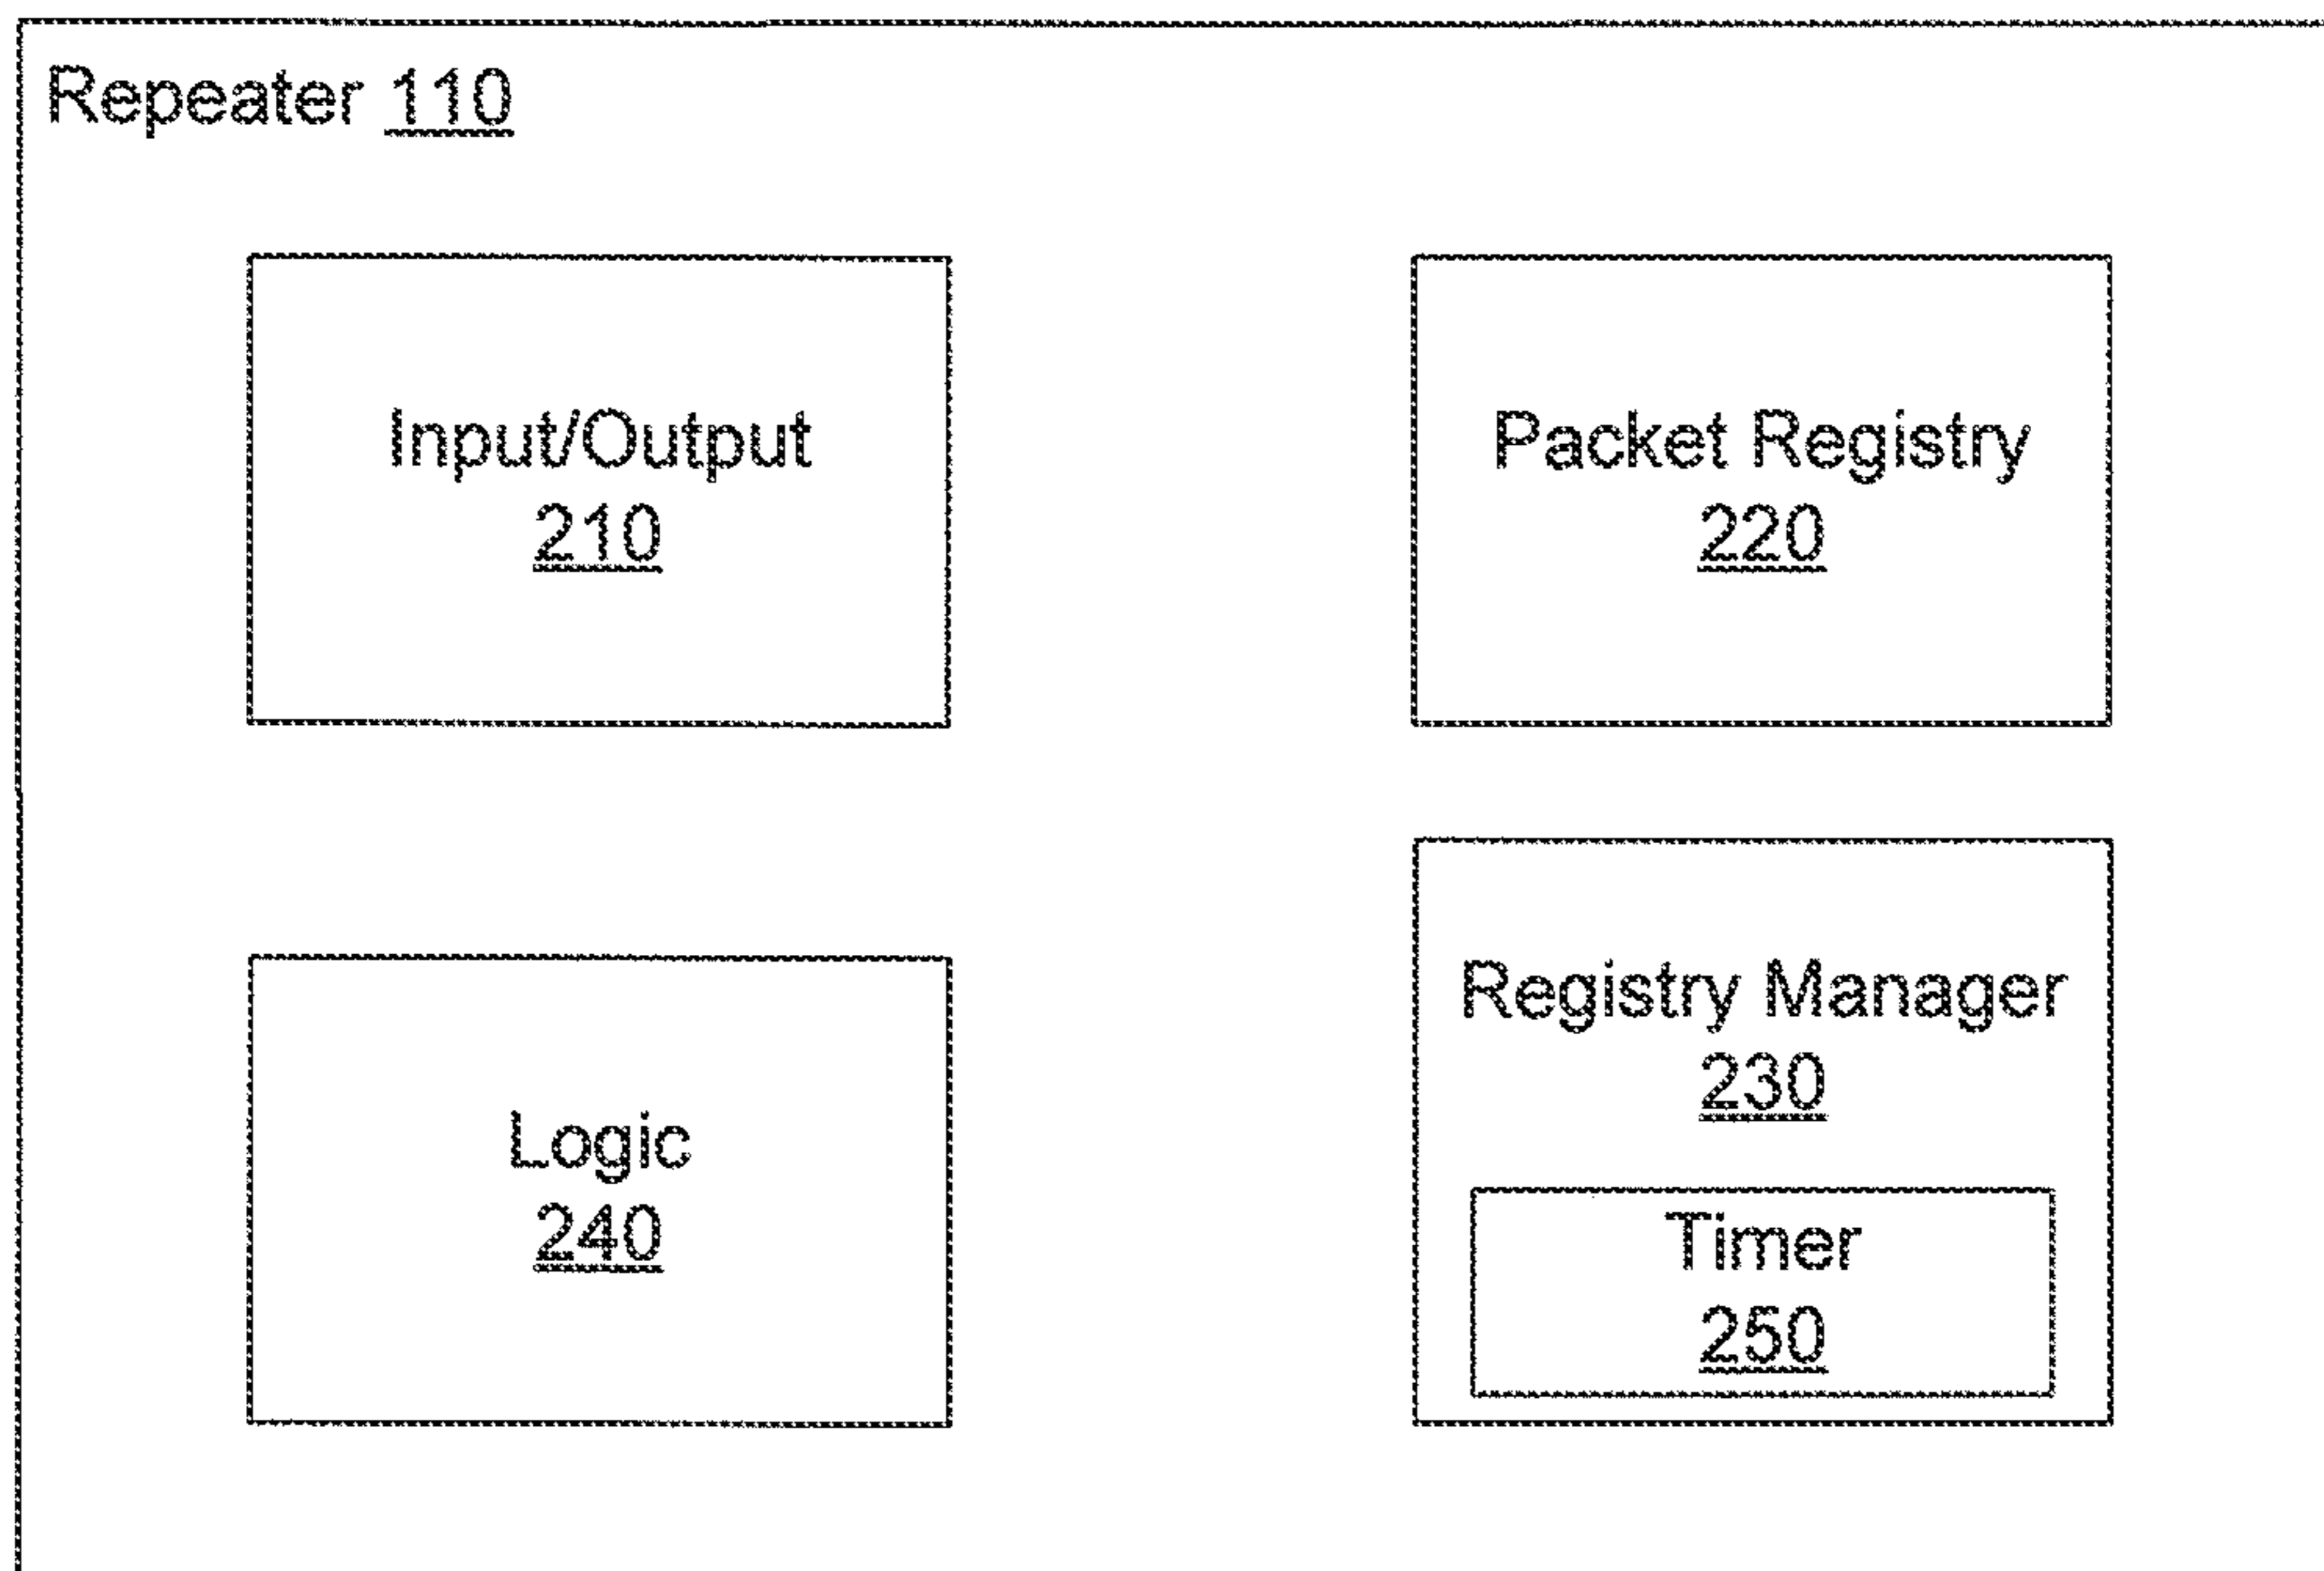 Repeater 110
Input/Output
210
Packet Registry
220
Logic
240
Registry Manager
230
Timer
250